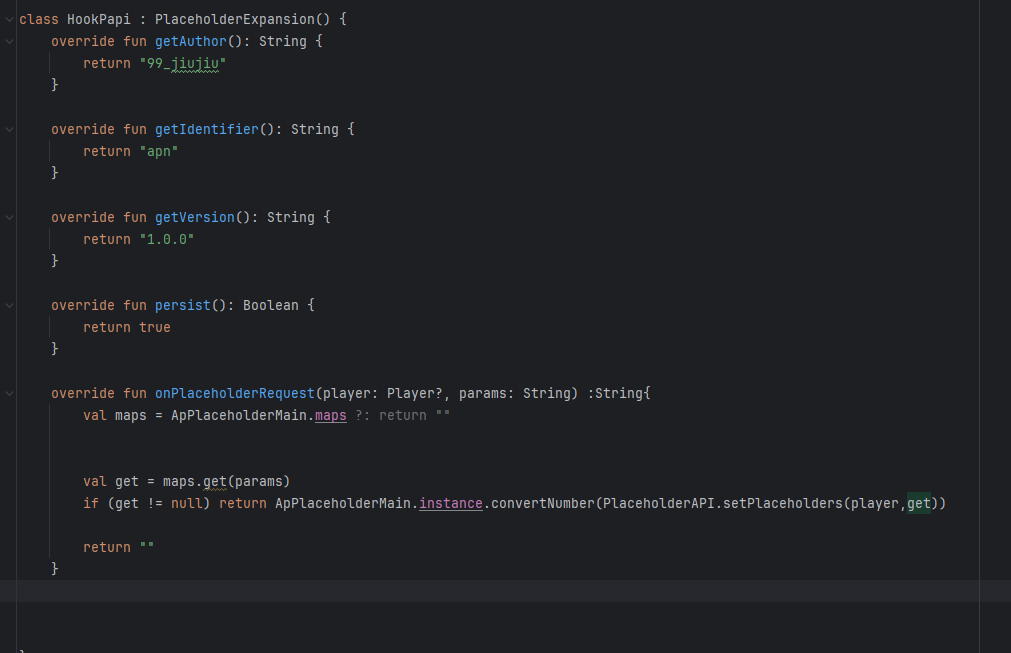 class HookPapi : PlaceholderExpansion() {
override fun getAuthor(): String {
return "99_jiujiu"
}
override fun getIdentifier(): String {
return "apn"
}
override fun getVersion(): String {
return "1.0.0"
}
override fun persist(): Boolean {
return true
}
override fun onPlaceholderRequest(player: Player?, params: String) :String{
val maps = ApPlaceholderMain.maps ?: return ""
val get = maps.get(params)
if (get != null) return ApPlaceholderMain.instance.convertNumber(PlaceholderAPI.setPlaceholders(player,get))
return ""
}